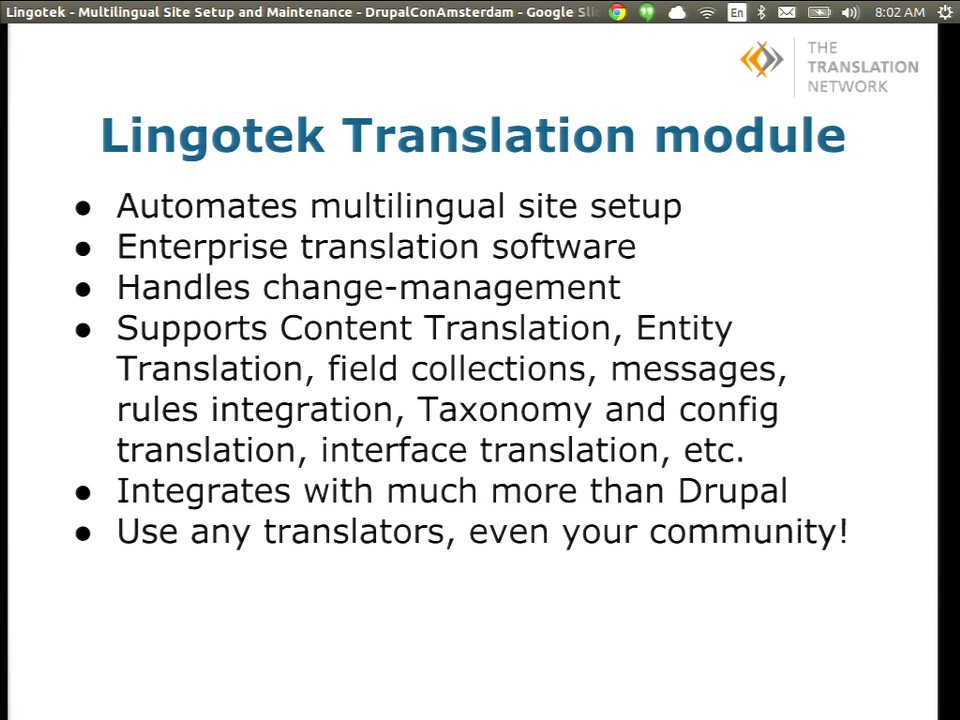 Lingotek - Multilingual Site Setup and Maintenance - DrupalConAmsterdam - Google Sli
En
8:02 AM
THE
TRANSLATION
NETWORK
Lingotek Translation module
● Automates multilingual site setup
● Enterprise translation software
● Handles change-management
● Supports Content Translation, Entity
Translation, field collections, messages,
rules integration, Taxonomy and config
translation, interface translation, etc.
● Integrates with much more than Drupal
● Use any translators, even your community!